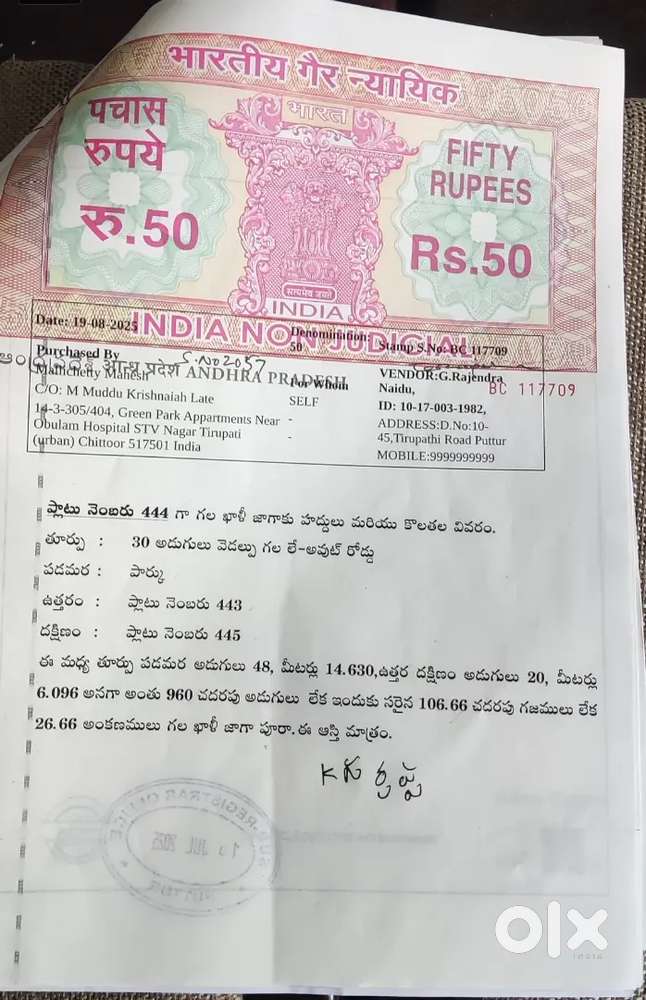 भारतीय गैर न्यायिक
पचास
रुपये
रु.50
भारत
सत्यमेव जयते
INDIA
FIFTY
RUPEES
Rs.50
INDIA NON JUDICIAL
Date: 19-08-2025
Denomination:
50
Stamp S.No: BC 117709
S.No 2057
ANDHRA PRADESH
BC 117709
Purchased By
Mallichetty Mahesh
C/O: M Muddu Krishnaiah Late
14-3-305/404, Green Park Appartments Near
Obulam Hospital STV Nagar Tirupati
(urban) Chittoor 517501 India
For Whom
SELF
-
-
VENDOR:G.Rajendra
Naidu,
ID: 10-17-003-1982,
ADDRESS:D.No:10-
45,Tirupathi Road Puttur
MOBILE:9999999999
ప్లాటు నెంబరు 444 గా గల ఖాళీ జాగాకు హద్దులు మరియు కొలతల వివరం.
తూర్పు : 30 అడుగులు వెడల్పు గల లే-అవుట్ రోడ్డు
పడమర : పార్కు
ఉత్తరం : ప్లాటు నెంబరు 443
దక్షిణం : ప్లాటు నెంబరు 445
ఈ మధ్య తూర్పు పడమర అడుగులు 48, మీటర్లు 14.630,ఉత్తర దక్షిణం అడుగులు 20, మీటర్లు
6.096 అనగా అంతు 960 చదరపు అడుగులు లేక ఇందుకు సరైన 106.66 చదరపు గజములు లేక
26.66 అంకణములు గల ఖాళీ జాగా పూరా.ఈ ఆస్తి మాత్రం.
olx
INDIA